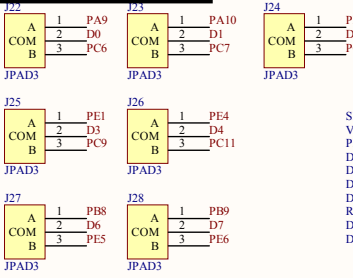 J22
A 1 PA9
COM 2 D0
B 3 PC6
JPAD3
J23
A 1 PA10
COM 2 D1
B 3 PC7
JPAD3
J24
A 1
COM 2
B 3
JPAD3
J25
A 1 PE1
COM 2 D3
B 3 PC9
JPAD3
J26
A 1 PE4
COM 2 D4
B 3 PC11
JPAD3
J27
A 1 PB8
COM 2 D6
B 3 PE5
JPAD3
J28
A 1 PB9
COM 2 D7
B 3 PE6
JPAD3